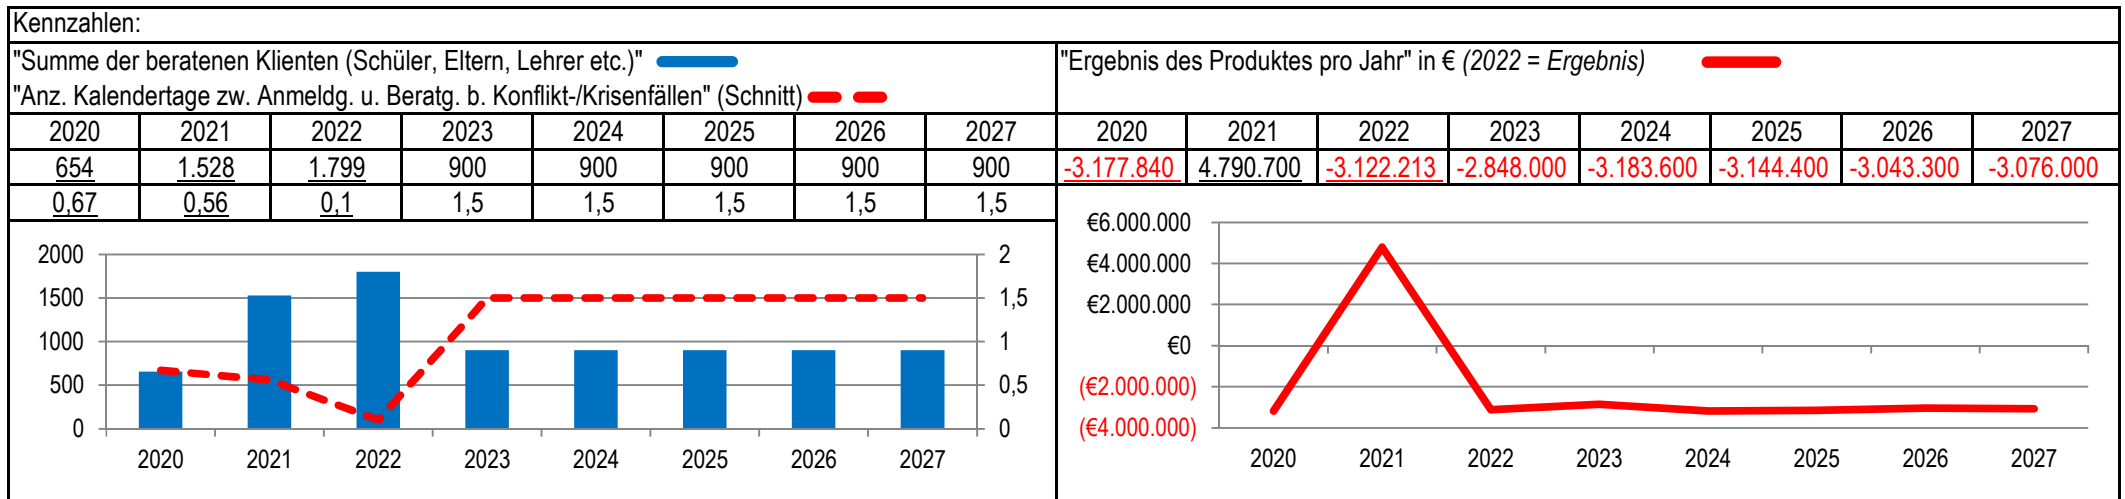 Kennzahlen:
"Summe der beratenen Klienten (Schüler, Eltern, Lehrer etc.)"
"Anz. Kalendertage zw. Anmeldg. u. Beratg. b. Konflikt-/Krisenfällen" (Schnitt)
2020 2021 2022 2023 2024 2025 2026 2027
654 1.528 1.799 900 900 900 900 900
0,67 0,56 0,1 1,5 1,5 1,5 1,5 1,5
2000
1500
1000
500
0
2
1,5
1
0,5
0
2020 2021 2022 2023 2024 2025 2026 2027
"Ergebnis des Produktes pro Jahr" in € (2022 = Ergebnis)
2020 2021 2022 2023 2024 2025 2026 2027
-3.177.840 4.790.700 -3.122.213 -2.848.000 -3.183.600 -3.144.400 -3.043.300 -3.076.000
€6.000.000
€4.000.000
€2.000.000
€0
(€2.000.000)
(€4.000.000)
2020 2021 2022 2023 2024 2025 2026 2027